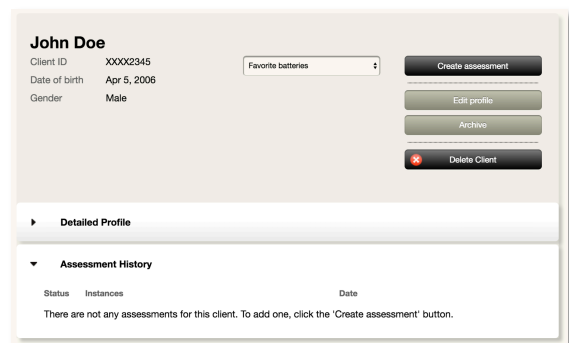 John Doe
Client ID XXXX2345 Favorite batteries Create assessment
Date of birth Apr 5, 2006
Gender Male Edit profile
Archive
Delete Client
Detailed Profile
Assessment History
Status Instances Date
There are not any assessments for this client. To add one, click the 'Create assessment' button.